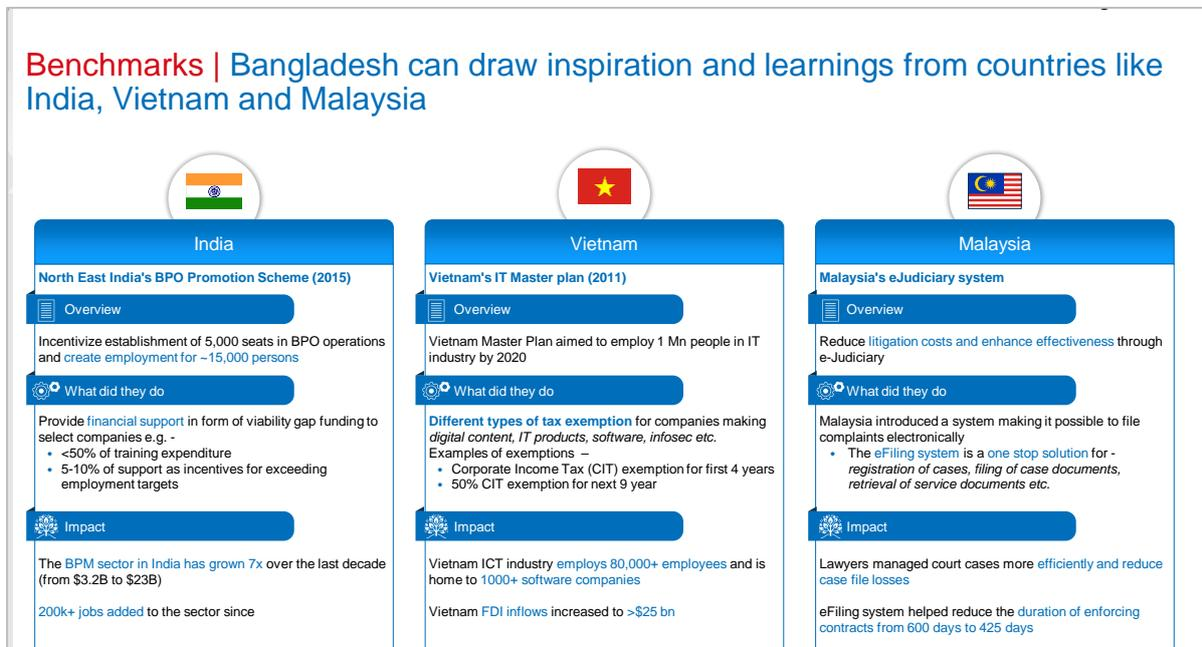 Benchmarks | Bangladesh can draw inspiration and learnings from countries like
India, Vietnam and Malaysia
India
North East India's BPO Promotion Scheme (2015)
Overview
Incentivize establishment of 5,000 seats in BPO operations
and create employment for ~15,000 persons
What did they do
Provide financial support in form of viability gap funding to
select companies e.g. -
• <50% of training expenditure
• 5-10% of support as incentives for exceeding
employment targets
Impact
The BPM sector in India has grown 7x over the last decade
(from $3.2B to $23B)
200k+ jobs added to the sector since
Vietnam
Vietnam's IT Master plan (2011)
Overview
Vietnam Master Plan aimed to employ 1 Mn people in IT
industry by 2020
What did they do
Different types of tax exemption for companies making
digital content, IT products, software, infosec etc.
Examples of exemptions –
• Corporate Income Tax (CIT) exemption for first 4 years
• 50% CIT exemption for next 9 year
Impact
Vietnam ICT industry employs 80,000+ employees and is
home to 1000+ software companies
Vietnam FDI inflows increased to >$25 bn
Malaysia
Malaysia's eJudiciary system
Overview
Reduce litigation costs and enhance effectiveness through
e-Judiciary
What did they do
Malaysia introduced a system making it possible to file
complaints electronically
• The eFiling system is a one stop solution for -
registration of cases, filing of case documents,
retrieval of service documents etc.
Impact
Lawyers managed court cases more efficiently and reduce
case file losses
eFiling system helped reduce the duration of enforcing
contracts from 600 days to 425 days